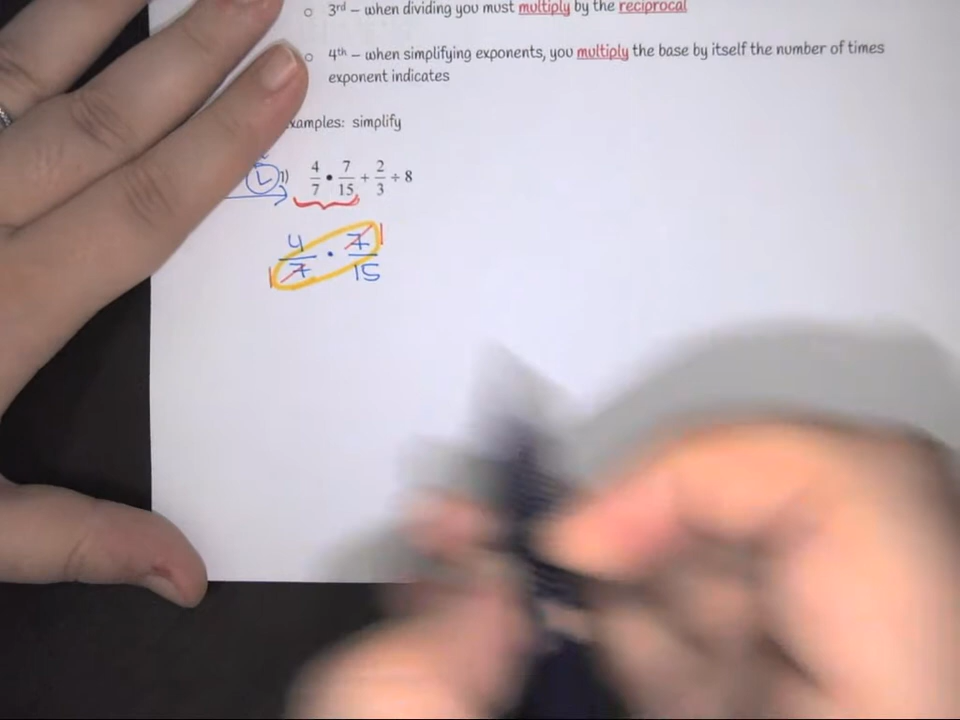 ○ 3rd – when dividing you must multiply by the reciprocal
○ 4th – when simplifying exponents, you multiply the base by itself the number of times
exponent indicates
xamples: simplify
L 1) 4/7 • 7/15 + 2/3 ÷ 8
4/7 · 7/15 1
1